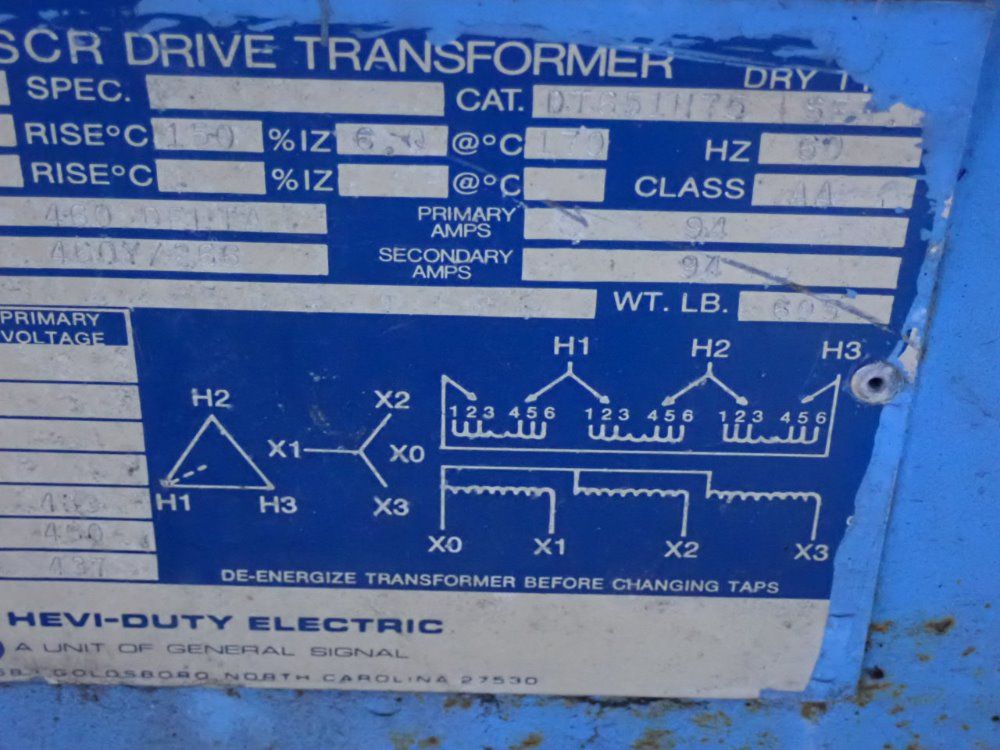 SCR DRIVE TRANSFORMER
DRY
SPEC. CAT.
RISE°C 150 %IZ @°C 170 HZ 60
RISE°C %IZ @°C CLASS AA
460 DELTA PRIMARY AMPS 94
460Y/266 SECONDARY AMPS 94
WT. LB. 605
PRIMARY
VOLTAGE
H1 H2 H3
H2 X2
1 2 3 4 5 6 1 2 3 4 5 6 1 2 3 4 5 6
X1 X0
H1 H3 X3
450
X0 X1 X2 X3
437
DE-ENERGIZE TRANSFORMER BEFORE CHANGING TAPS
HEVI-DUTY ELECTRIC
A UNIT OF GENERAL SIGNAL
GOLDSBORO, NORTH CAROLINA 27530